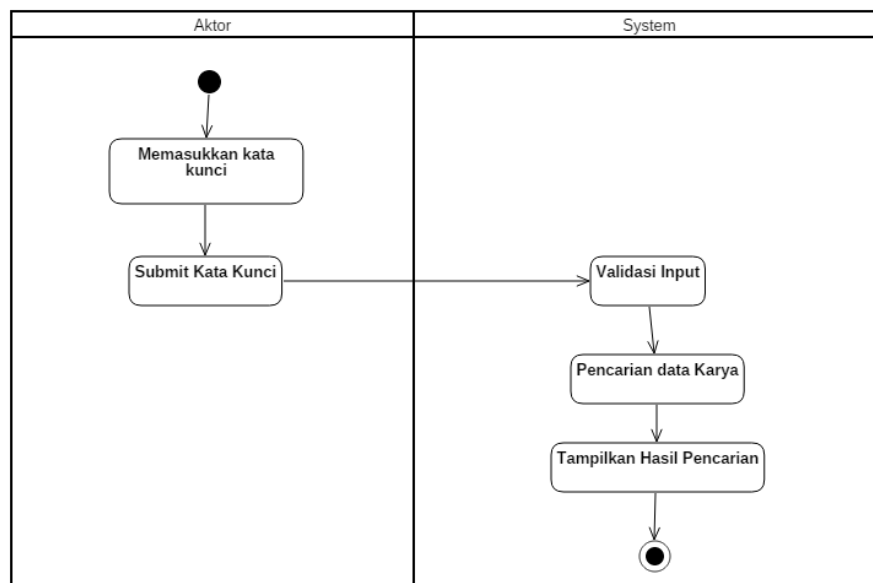 Aktor
System
Memasukkan kata
kunci
Submit Kata Kunci
Validasi Input
Pencarian data Karya
Tampilkan Hasil Pencarian